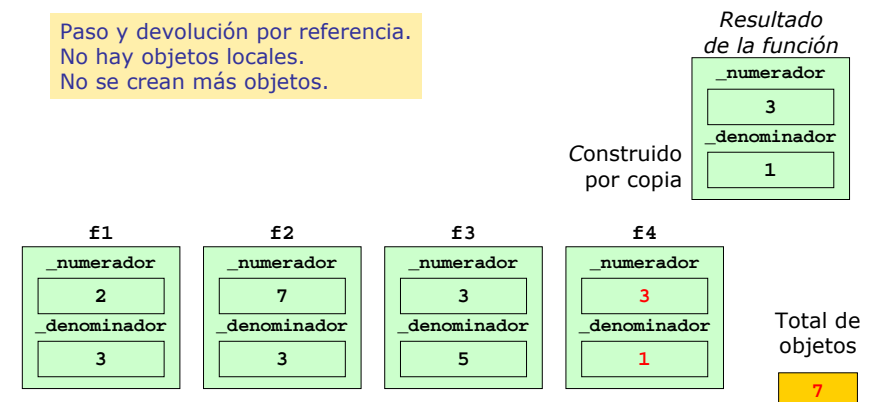 Paso y devolución por referencia.
No hay objetos locales.
No se crean más objetos.
Resultado
de la función
_numerador
3
_denominador
1
Construido
por copia
f1
_numerador
2
_denominador
3
f2
_numerador
7
_denominador
3
f3
_numerador
3
_denominador
5
f4
_numerador
3
_denominador
1
Total de
objetos
7